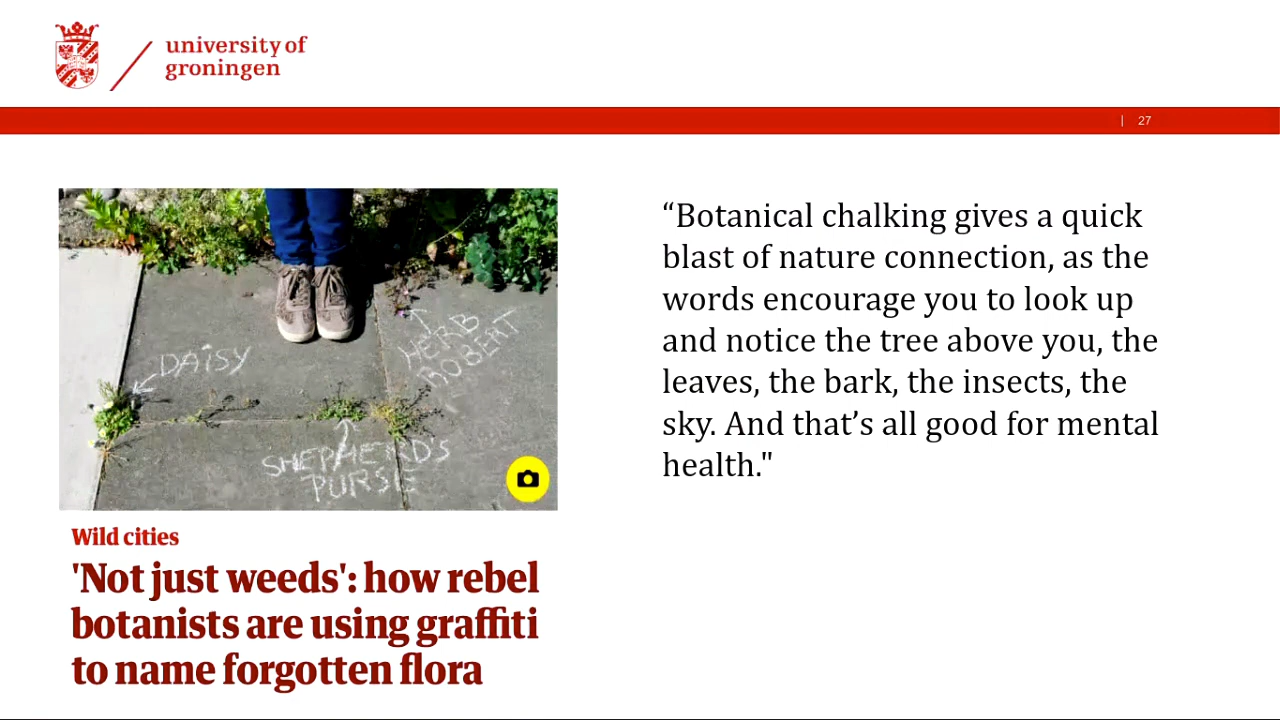 university of
groningen
| 27
DAiSY
HERB
ROBERT
SHEPHERD'S
PURSE
Wild cities
'Not just weeds': how rebel
botanists are using graffiti
to name forgotten flora
“Botanical chalking gives a quick
blast of nature connection, as the
words encourage you to look up
and notice the tree above you, the
leaves, the bark, the insects, the
sky. And that’s all good for mental
health."